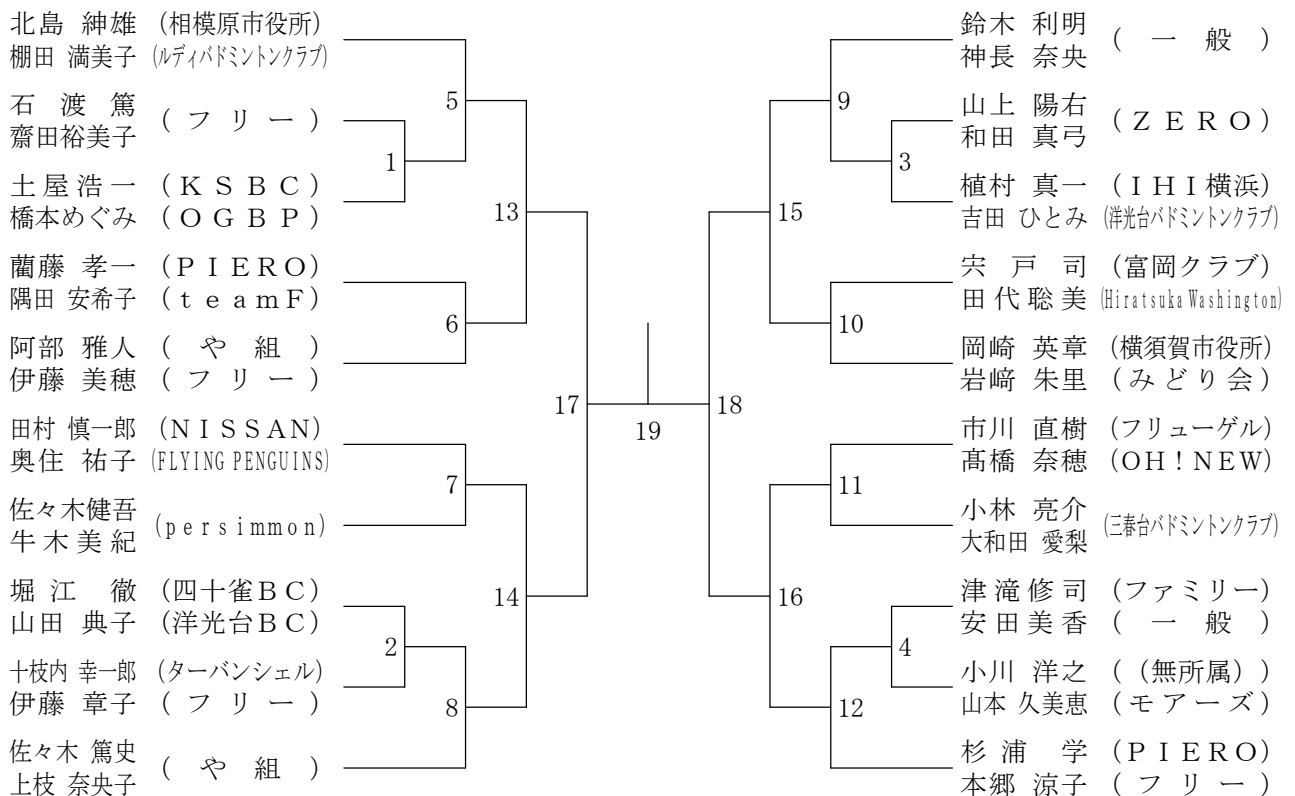 北島 紳雄 (相模原市役所)
棚田 満美子 (ルディバドミントンクラブ)
石渡 篤 (フリー)
齋田裕美子
土屋浩一 (KSBC)
橋本めぐみ (OGBP)
藺藤 孝一 (PIERO)
隅田 安希子 (teamF)
阿部 雅人 (や組)
伊藤 美穂 (フリー)
田村 慎一郎 (NISSAN)
奥住 祐子 (FLYING PENGUINS)
佐々木健吾 (persimmon)
牛木美紀
堀江 徹 (四十雀BC)
山田 典子 (洋光台BC)
十枝内 幸一郎 (ターバンシェル)
伊藤 章子 (フリー)
佐々木 篤史 (や組)
上枝 奈央子
1
2
5
6
7
8
13
14
17
19
18
15
16
9
10
11
12
3
4
鈴木 利明 (一般)
神長 奈央
山上 陽右 (ZERO)
和田 真弓
植村 真一 (IHI横浜)
吉田 ひとみ (洋光台バドミントンクラブ)
宍戸 司 (富岡クラブ)
田代聡美 (Hiratsuka Washington)
岡崎 英章 (横須賀市役所)
岩﨑 朱里 (みどり会)
市川 直樹 (フリューゲル)
髙橋 奈穂 (OH!NEW)
小林 亮介 (三春台バドミントンクラブ)
大和田 愛梨
津滝修司 (ファミリー)
安田美香 (一般)
小川 洋之 ((無所属))
山本 久美恵 (モアーズ)
杉浦 学 (PIERO)
本郷 涼子 (フリー)